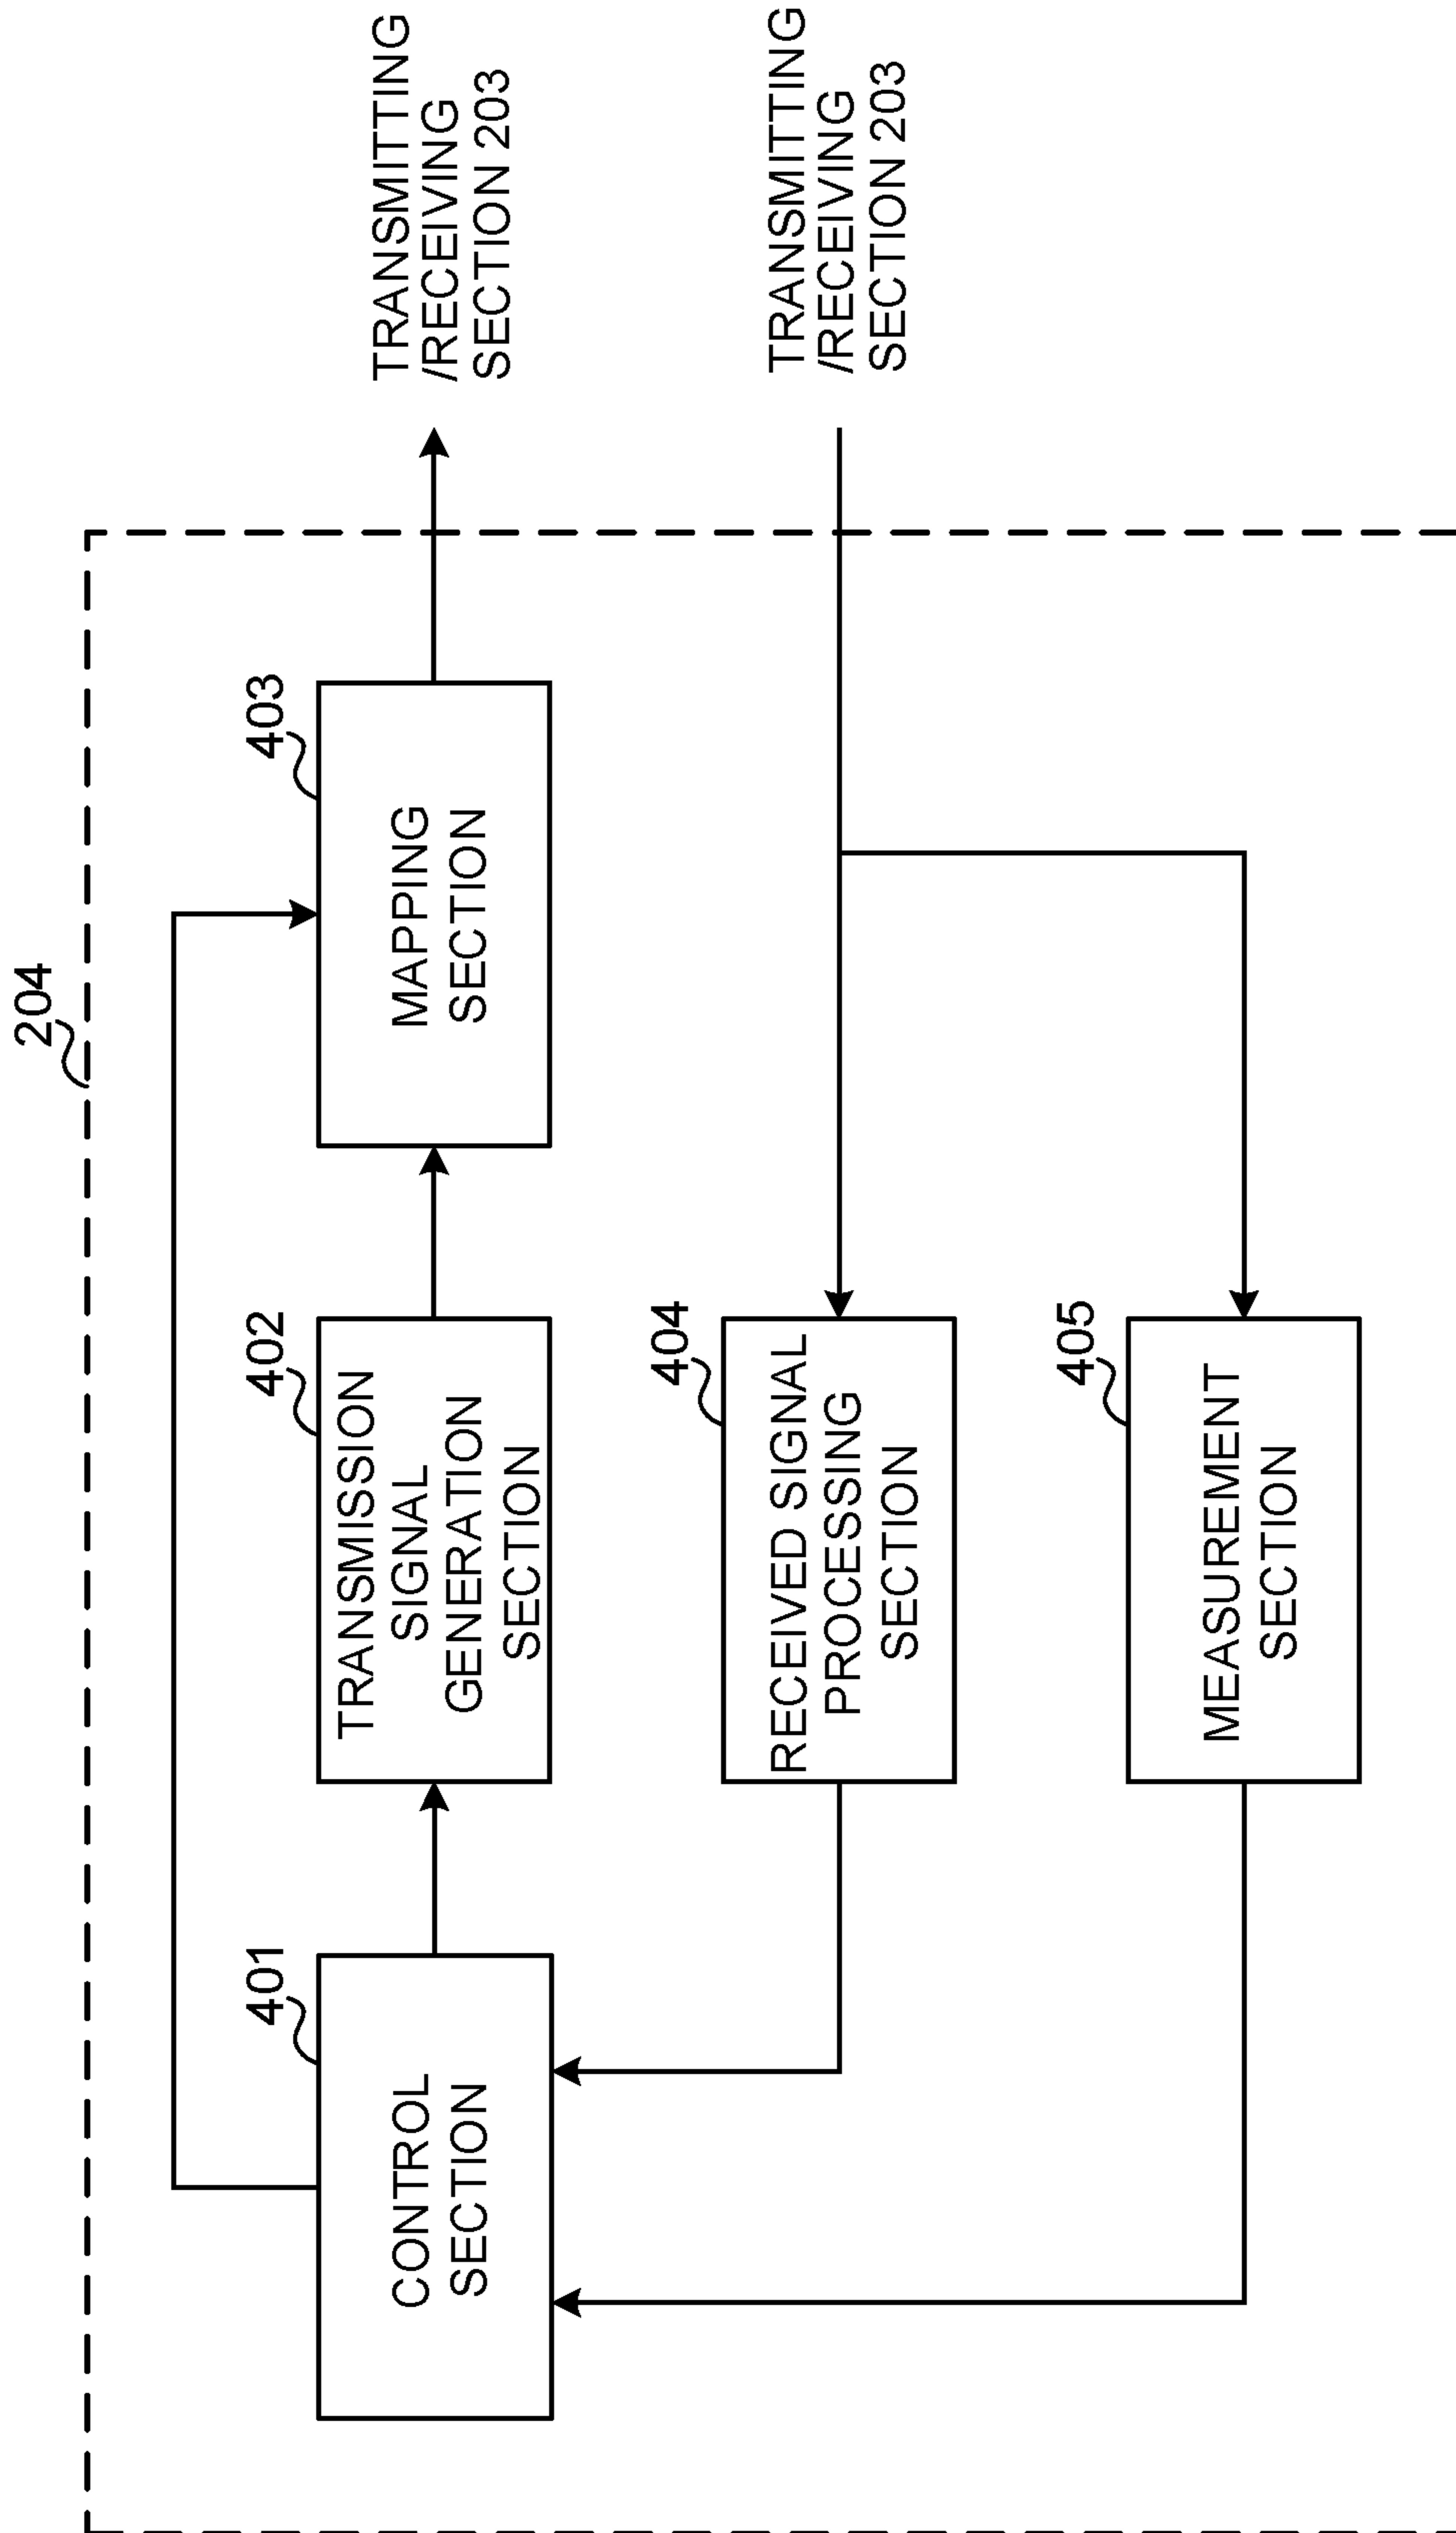 204
401
CONTROL
SECTION
402
TRANSMISSION
SIGNAL
GENERATION
SECTION
403
MAPPING
SECTION
TRANSMITTING
/RECEIVING
SECTION 203
404
RECEIVED SIGNAL
PROCESSING
SECTION
TRANSMITTING
/RECEIVING
SECTION 203
405
MEASUREMENT
SECTION